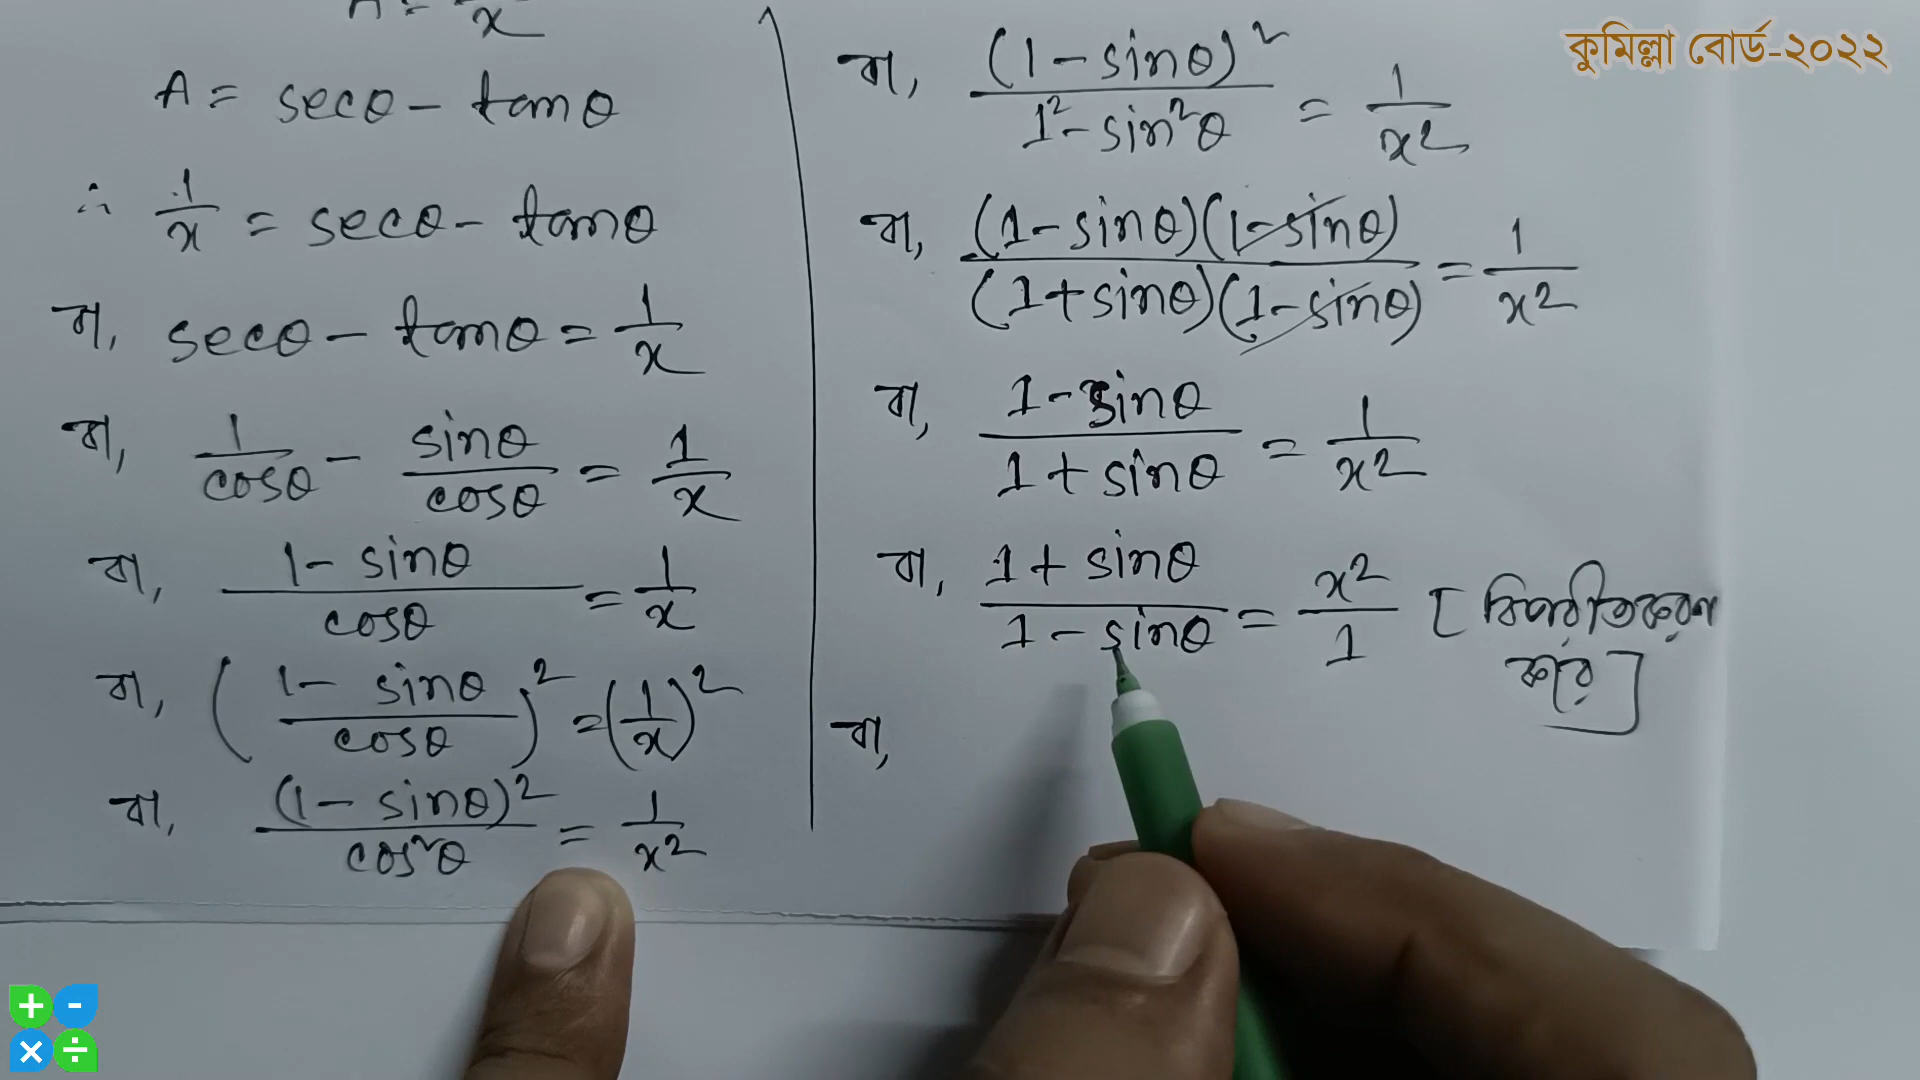 A = 1/x
A = secθ - tanθ
∴ 1/x = secθ - tanθ
বা, secθ - tanθ = 1/x
বা, 1/cosθ - sinθ/cosθ = 1/x
বা, (1 - sinθ)/cosθ = 1/x
বা, ((1 - sinθ)/cosθ)² = (1/x)²
বা, (1 - sinθ)²/cos²θ = 1/x²
কুমিল্লা বোর্ড-২০২২
বা, (1 - sinθ)²/(1² - sin²θ) = 1/x²
বা, (1 - sinθ)(1 - sinθ)/(1 + sinθ)(1 - sinθ) = 1/x²
বা, (1 - sinθ)/(1 + sinθ) = 1/x²
বা, (1 + sinθ)/(1 - sinθ) = x²/1 [বিপরীতকরণ
করে]
বা,
+ -
× ÷